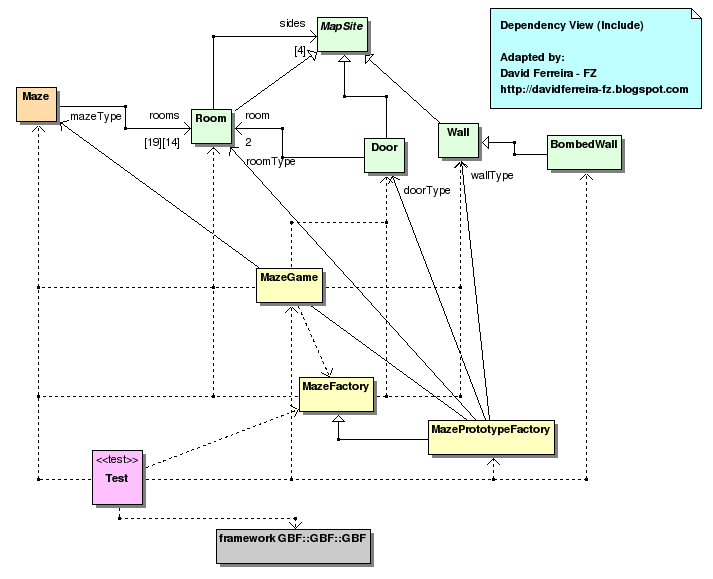 sides
MapSite
[4]
Dependency View (Include)
Adapted by:
David Ferreira - FZ
http://davidferreira-fz.blogspot.com
Maze
mazeType
rooms
[19][14]
Room
room
2
roomType
Door
doorType
Wall
wallType
BombedWall
MazeGame
MazeFactory
MazePrototypeFactory
<<test>>
Test
framework GBF::GBF::GBF